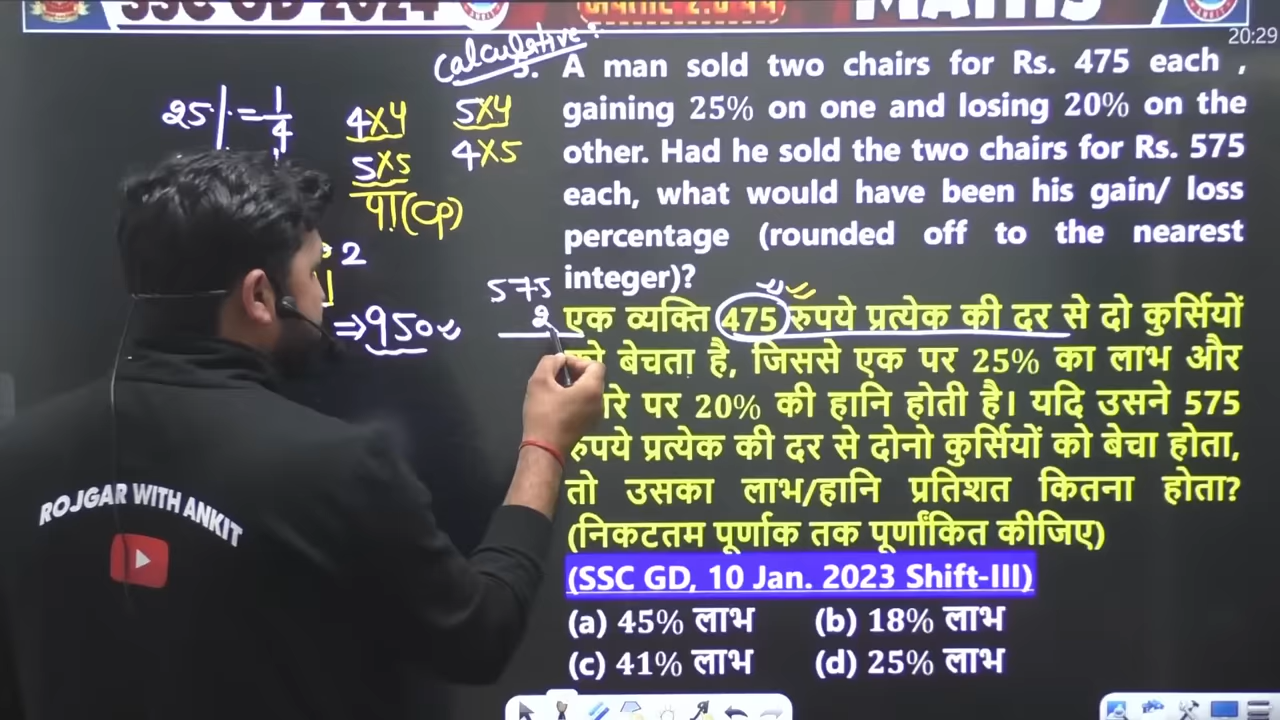 SSC GD 2024
MATHS
20:29
Calculative:
5. A man sold two chairs for Rs. 475 each ,
gaining 25% on one and losing 20% on the
other. Had he sold the two chairs for Rs. 575
each, what would have been his gain/ loss
percentage (rounded off to the nearest
integer)?
एक व्यक्ति 475 रुपये प्रत्येक की दर से दो कुर्सियों
को बेचता है, जिससे एक पर 25% का लाभ और
रे पर 20% की हानि होती है। यदि उसने 575
रुपये प्रत्येक की दर से दोनो कुर्सियों को बेचा होता,
तो उसका लाभ/हानि प्रतिशत कितना होता?
(निकटतम पूर्णाक तक पूर्णांकित कीजिए)
(SSC GD, 10 Jan. 2023 Shift-III)
(a) 45% लाभ (b) 18% लाभ
(c) 41% लाभ (d) 25% लाभ
25% = 1/4
4×4 5×4
5×5 4×5
41 (CP)
2
⇒950
575
2
ROJGAR WITH ANKIT